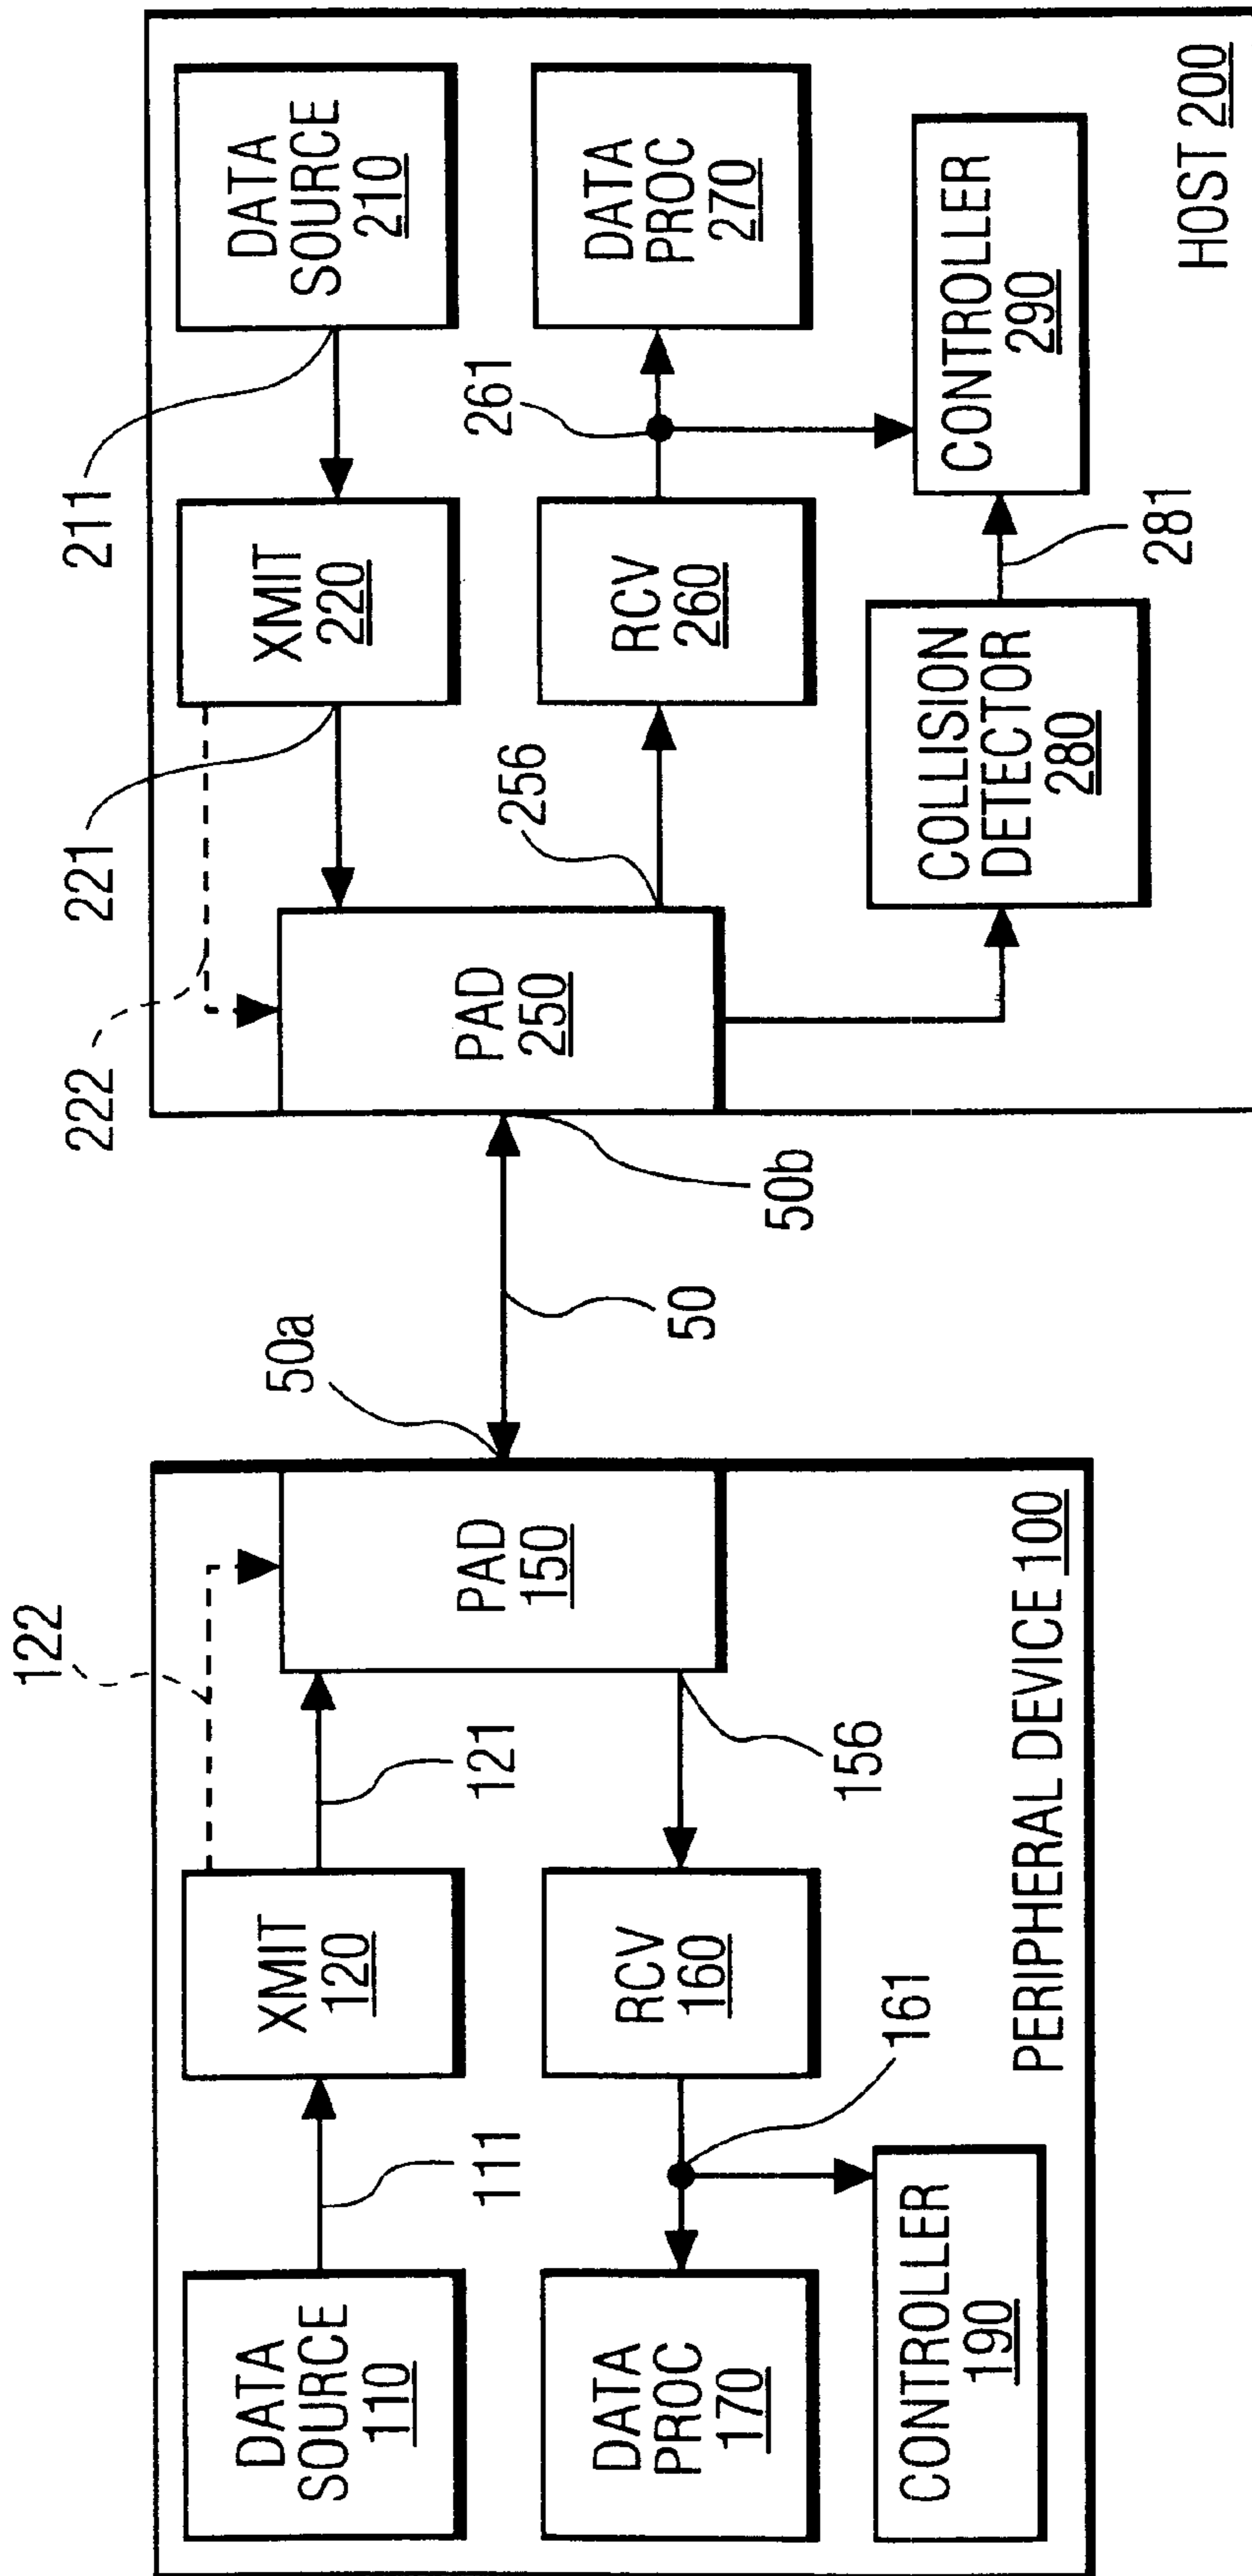 122
DATA
SOURCE
110
111
XMIT
120
121
PAD
150
DATA
PROC
170
161
RCV
160
156
CONTROLLER
190
PERIPHERAL DEVICE 100
50a
50
50b
222
221
211
PAD
250
XMIT
220
DATA
SOURCE
210
256
RCV
260
261
DATA
PROC
270
COLLISION
DETECTOR
280
281
CONTROLLER
290
HOST 200